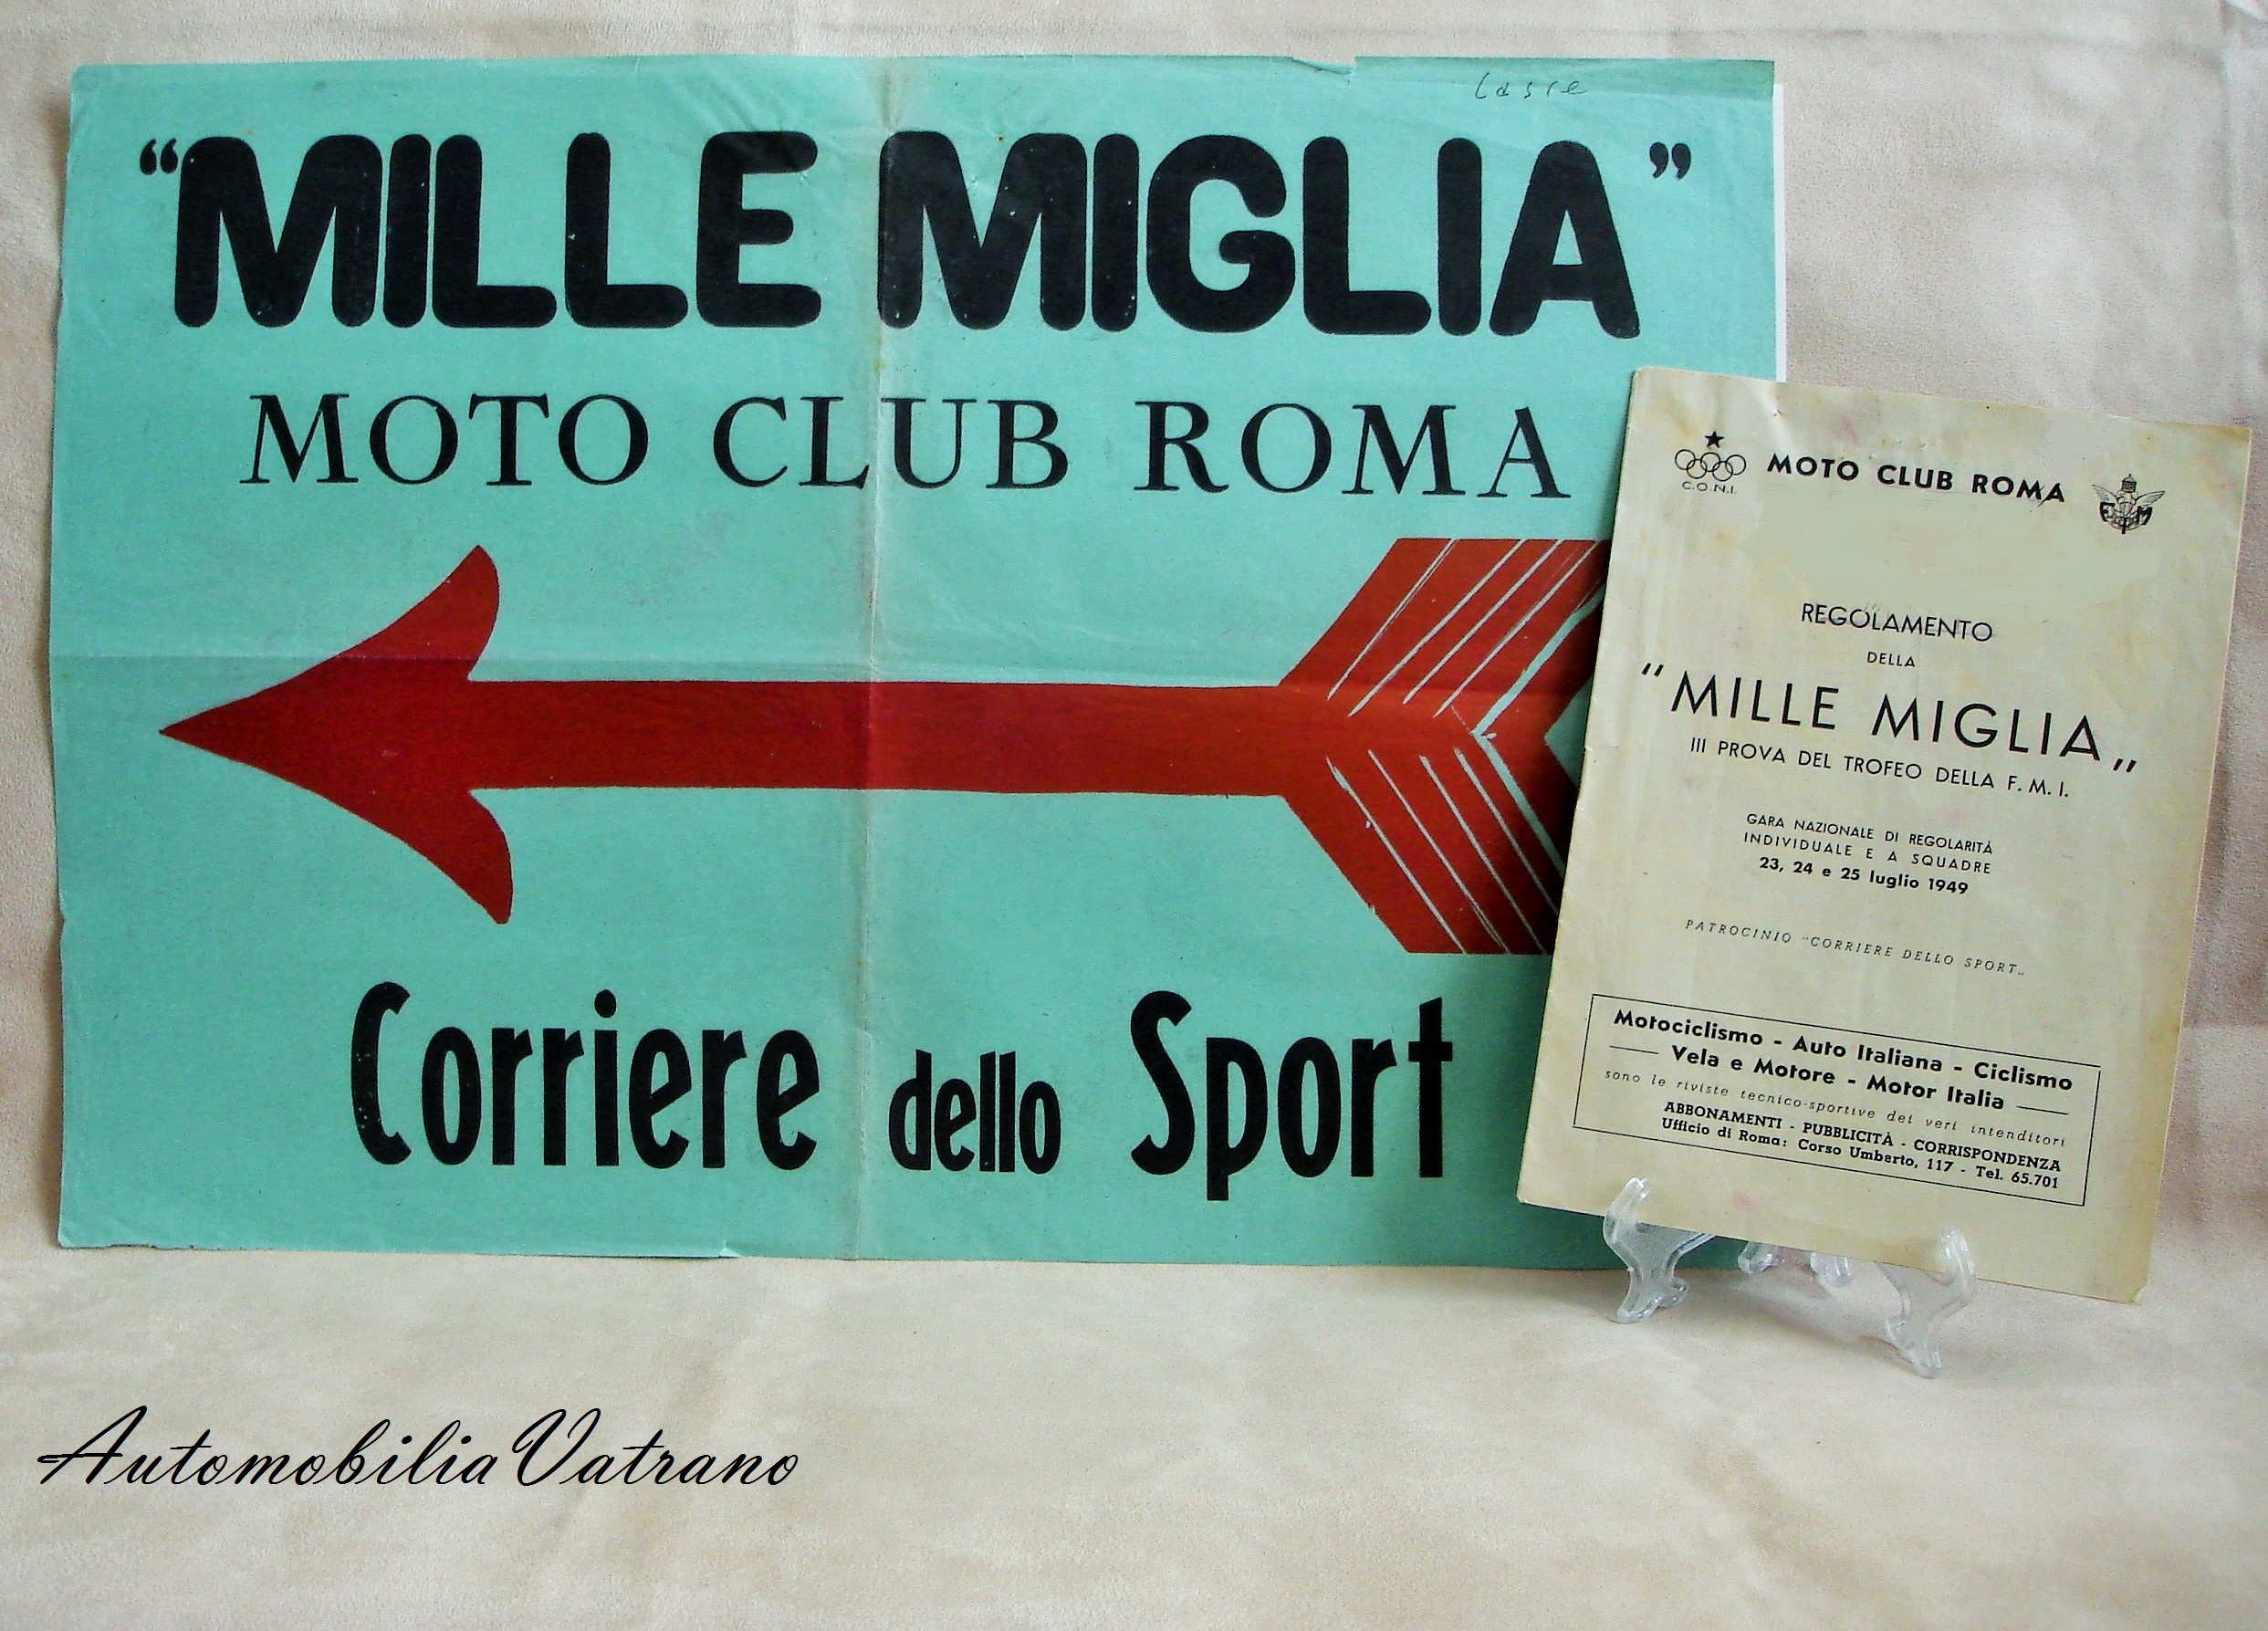 “MILLE MIGLIA”
MOTO CLUB ROMA
Corriere dello Sport
C.O.N.I.
MOTO CLUB ROMA
F M I
REGOLAMENTO
DELLA
"MILLE MIGLIA„
III PROVA DEL TROFEO DELLA F. M. I.
GARA NAZIONALE DI REGOLARITÀ
INDIVIDUALE E A SQUADRE
23, 24 e 25 luglio 1949
PATROCINIO "CORRIERE DELLO SPORT„
Motociclismo - Auto Italiana - Ciclismo
Vela e Motore - Motor Italia
sono le riviste tecnico-sportive dei veri intenditori
ABBONAMENTI - PUBBLICITÀ - CORRISPONDENZA
Ufficio di Roma: Corso Umberto, 117 - Tel. 65.701
Automobilia Vatrano